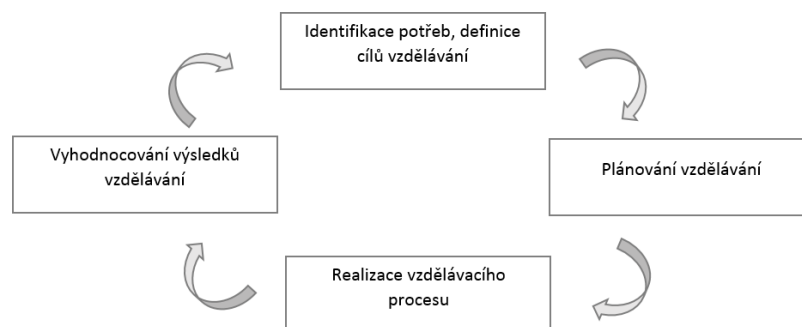 Identifikace potřeb, definice
cílů vzdělávání
Vyhodnocování výsledků
vzdělávání
Plánování vzdělávání
Realizace vzdělávacího
procesu